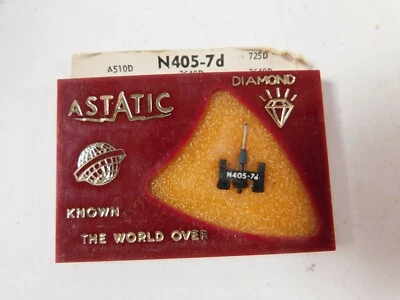 N405-7d
725D
A510D
DIAMOND
ASTATIC
N405-7d
KNOWN
THE WORLD OVER